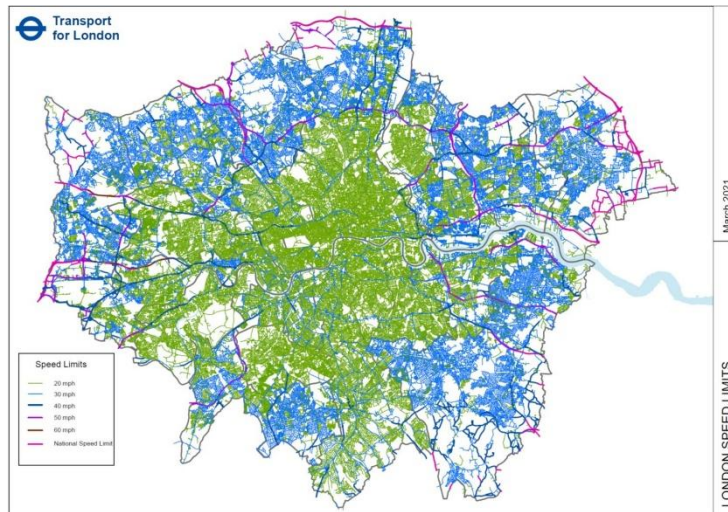 Transport
for London
Speed Limits
20 mph
30 mph
40 mph
50 mph
60 mph
National Speed Limit
March 2021
LONDON SPEED LIMITS